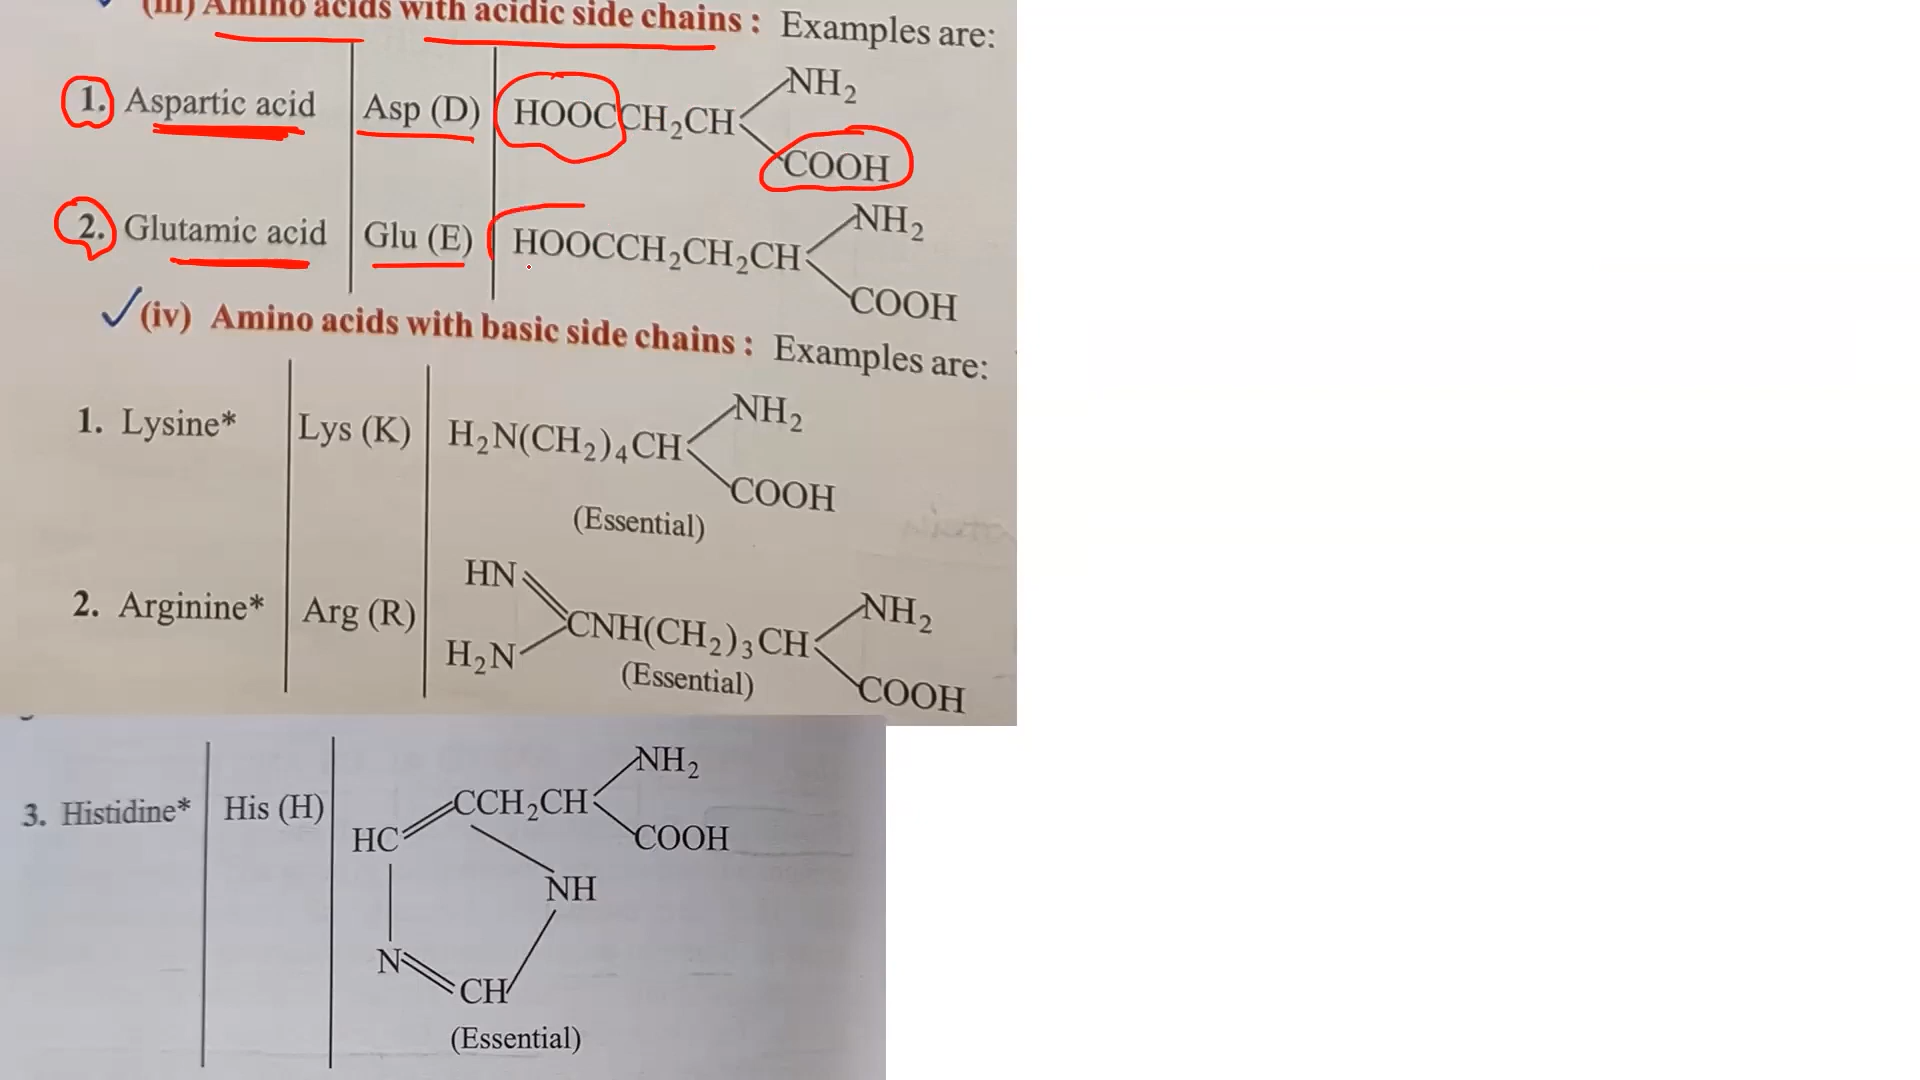 (iii) Amino acids with acidic side chains : Examples are:
1. Aspartic acid Asp (D) HOOCCH₂CH NH₂ COOH
2. Glutamic acid Glu (E) HOOCCH₂CH₂CH NH₂ COOH
(iv) Amino acids with basic side chains : Examples are:
1. Lysine* Lys (K) H₂N(CH₂)₄CH NH₂ COOH
(Essential)
2. Arginine* Arg (R) HN H₂N CNH(CH₂)₃CH NH₂ COOH
(Essential)
3. Histidine* His (H) HC CCH₂CH NH₂ COOH
NH
N
CH
(Essential)